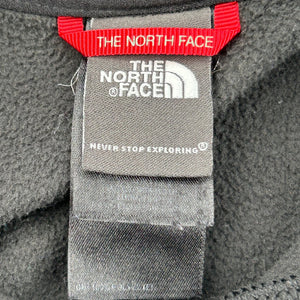 THE NORTH FACE
THE
NORTH
®FACE
NEVER STOP EXPLORING®